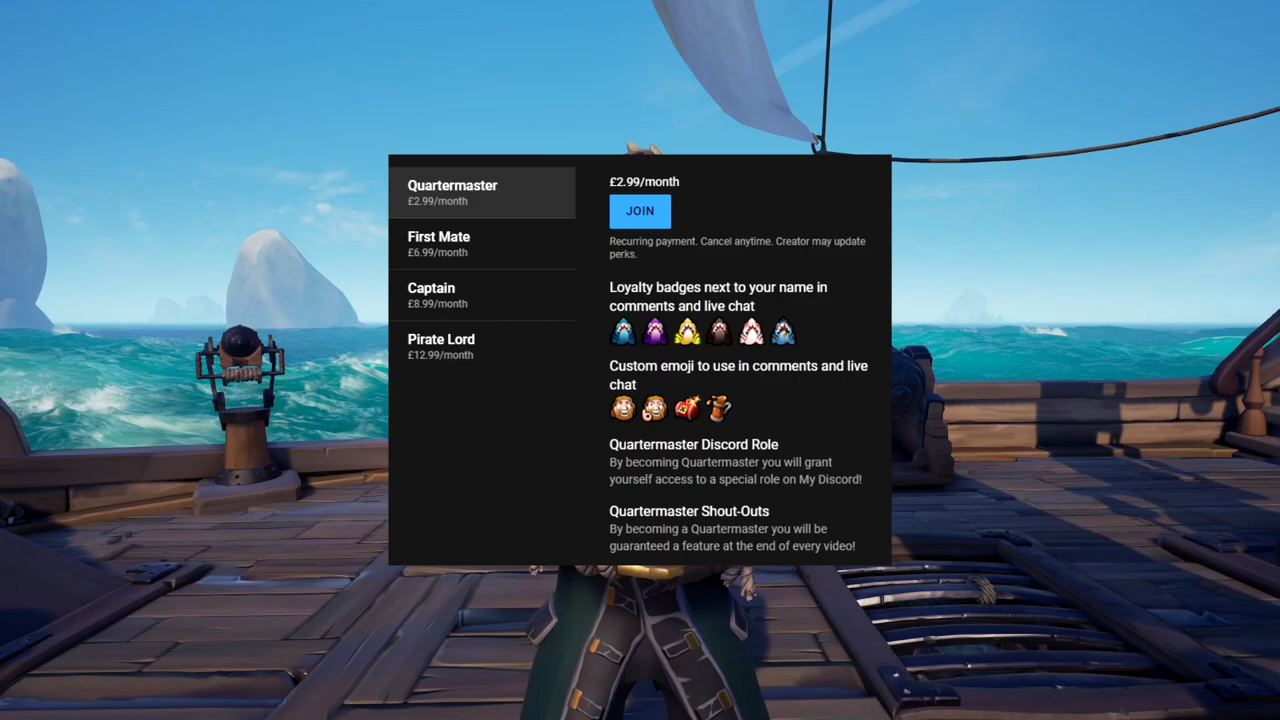 Quartermaster
£2.99/month
First Mate
£6.99/month
Captain
£8.99/month
Pirate Lord
£12.99/month
£2.99/month
JOIN
Recurring payment. Cancel anytime. Creator may update
perks.
Loyalty badges next to your name in
comments and live chat
Custom emoji to use in comments and live
chat
Quartermaster Discord Role
By becoming Quartermaster you will grant
yourself access to a special role on My Discord!
Quartermaster Shout-Outs
By becoming a Quartermaster you will be
guaranteed a feature at the end of every video!